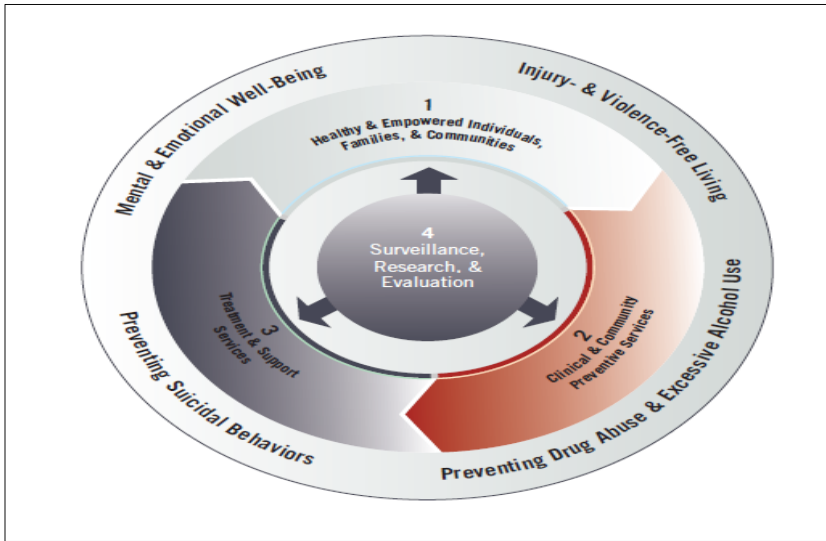 Mental & Emotional Well-Being
Injury- & Violence-Free Living
1
Healthy & Empowered Individuals,
Families, & Communities
4
Surveillance,
Research, &
Evaluation
3
Treatment & Support
Services
2
Clinical & Community
Preventive Services
Preventing Suicidal Behaviors
Preventing Drug Abuse & Excessive Alcohol Use